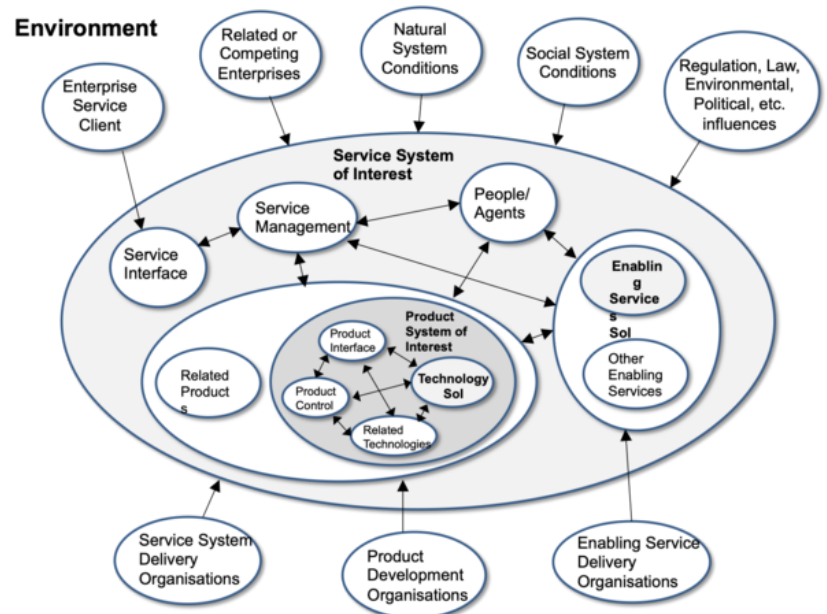 Environment
Related or
Competing
Enterprises
Natural
System
Conditions
Social System
Conditions
Regulation, Law,
Environmental,
Political, etc.
influences
Enterprise
Service
Client
Service System
of Interest
Service
Management
People/
Agents
Service
Interface
Enablin
g
Service
s
SoI
Other
Enabling
Services
Product
System of
Interest
Product
Interface
Technology
SoI
Product
Control
Related
Technologies
Related
Product
s
Service System
Delivery
Organisations
Product
Development
Organisations
Enabling Service
Delivery
Organisations